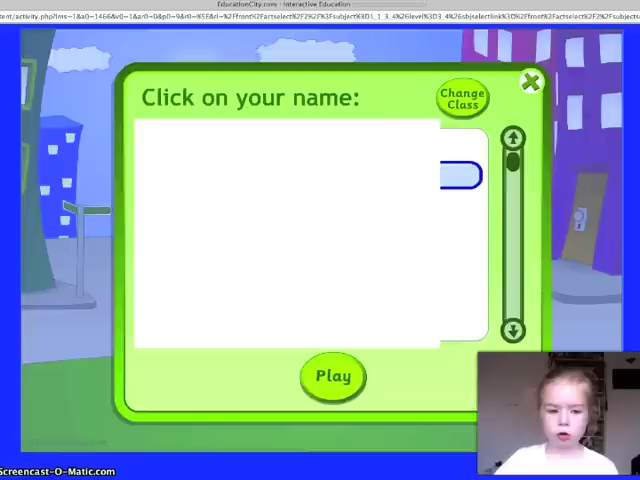 EducationCity.com - Interactive Education
Click on your name:
Change
Class
Play
Screencast-O-Matic.com